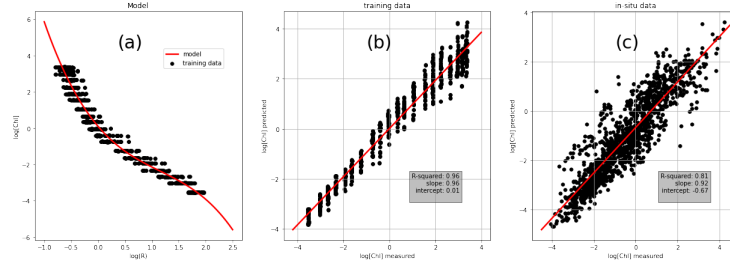 Model
(a)
model
training data
6
4
2
0
−2
−4
−6
log[Chl]
−1.0
−0.5
0.0
0.5
1.0
1.5
2.0
2.5
log(R)
training data
(b)
4
2
0
−2
−4
log[Chl] predicted
R-squared: 0.96
slope: 0.96
intercept: 0.01
−4
−2
0
2
4
log[Chl] measured
in-situ data
(c)
4
2
0
−2
−4
log[Chl] predicted
R-squared: 0.81
slope: 0.92
intercept: -0.67
−4
−2
0
2
4
log[Chl] measured